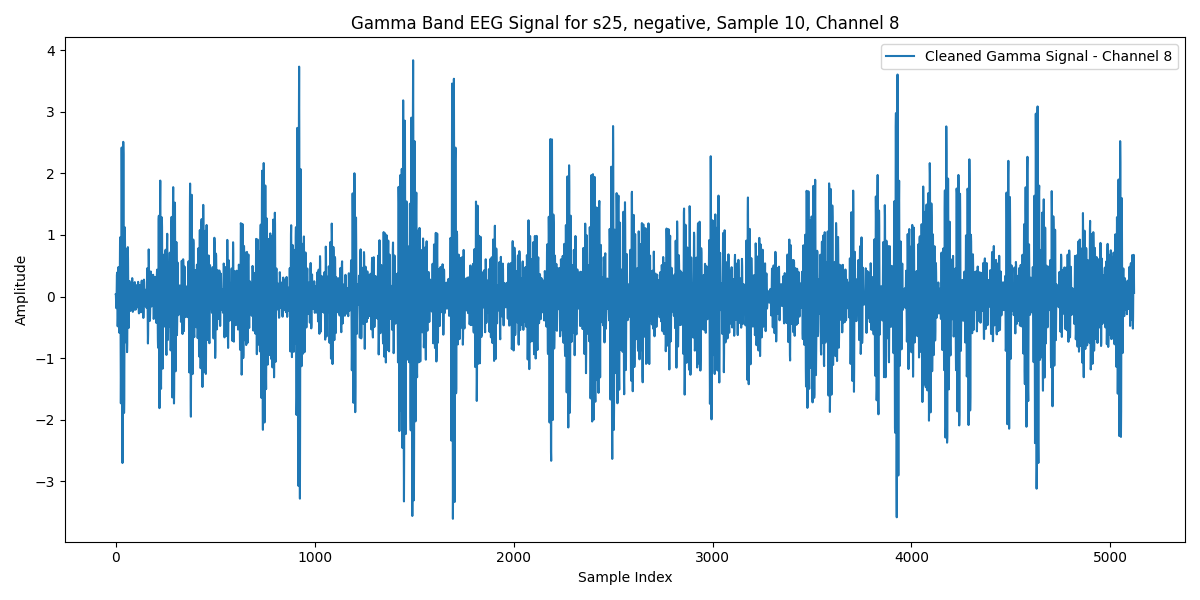 Gamma Band EEG Signal for s25, negative, Sample 10, Channel 8
Cleaned Gamma Signal - Channel 8
Amplitude
4
3
2
1
0
−1
−2
−3
0 1000 2000 3000 4000 5000
Sample Index